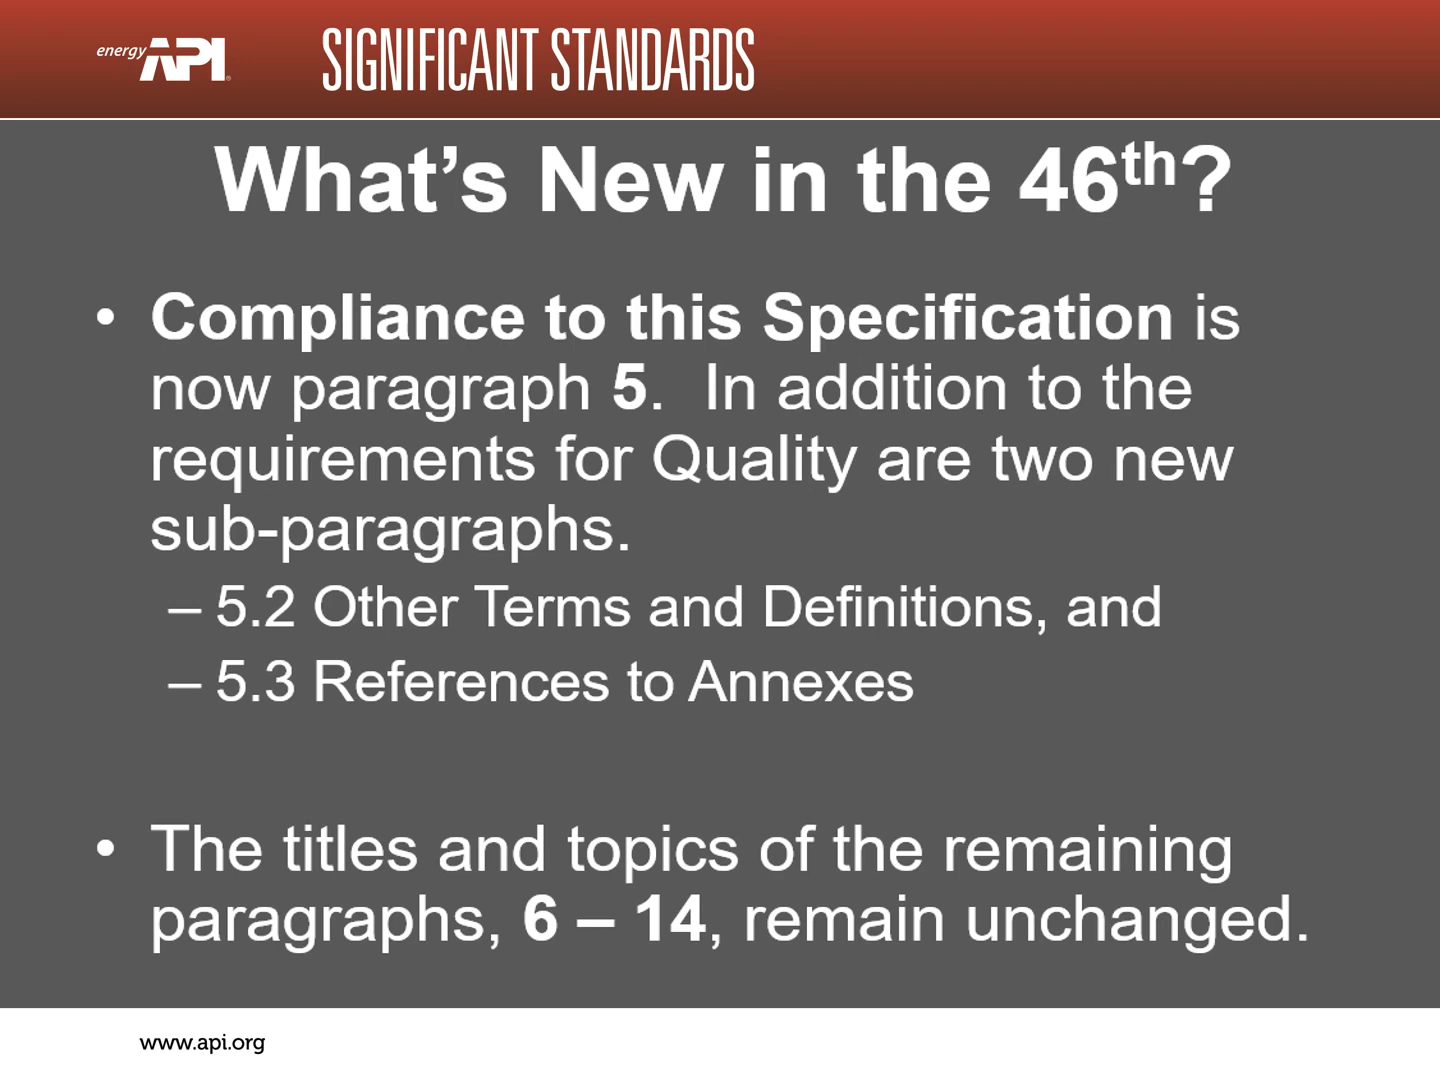 energy API®
SIGNIFICANT STANDARDS
What’s New in the 46th?
• Compliance to this Specification is
now paragraph 5.  In addition to the
requirements for Quality are two new
sub-paragraphs.
– 5.2 Other Terms and Definitions, and
– 5.3 References to Annexes
• The titles and topics of the remaining
paragraphs, 6 – 14, remain unchanged.
www.api.org